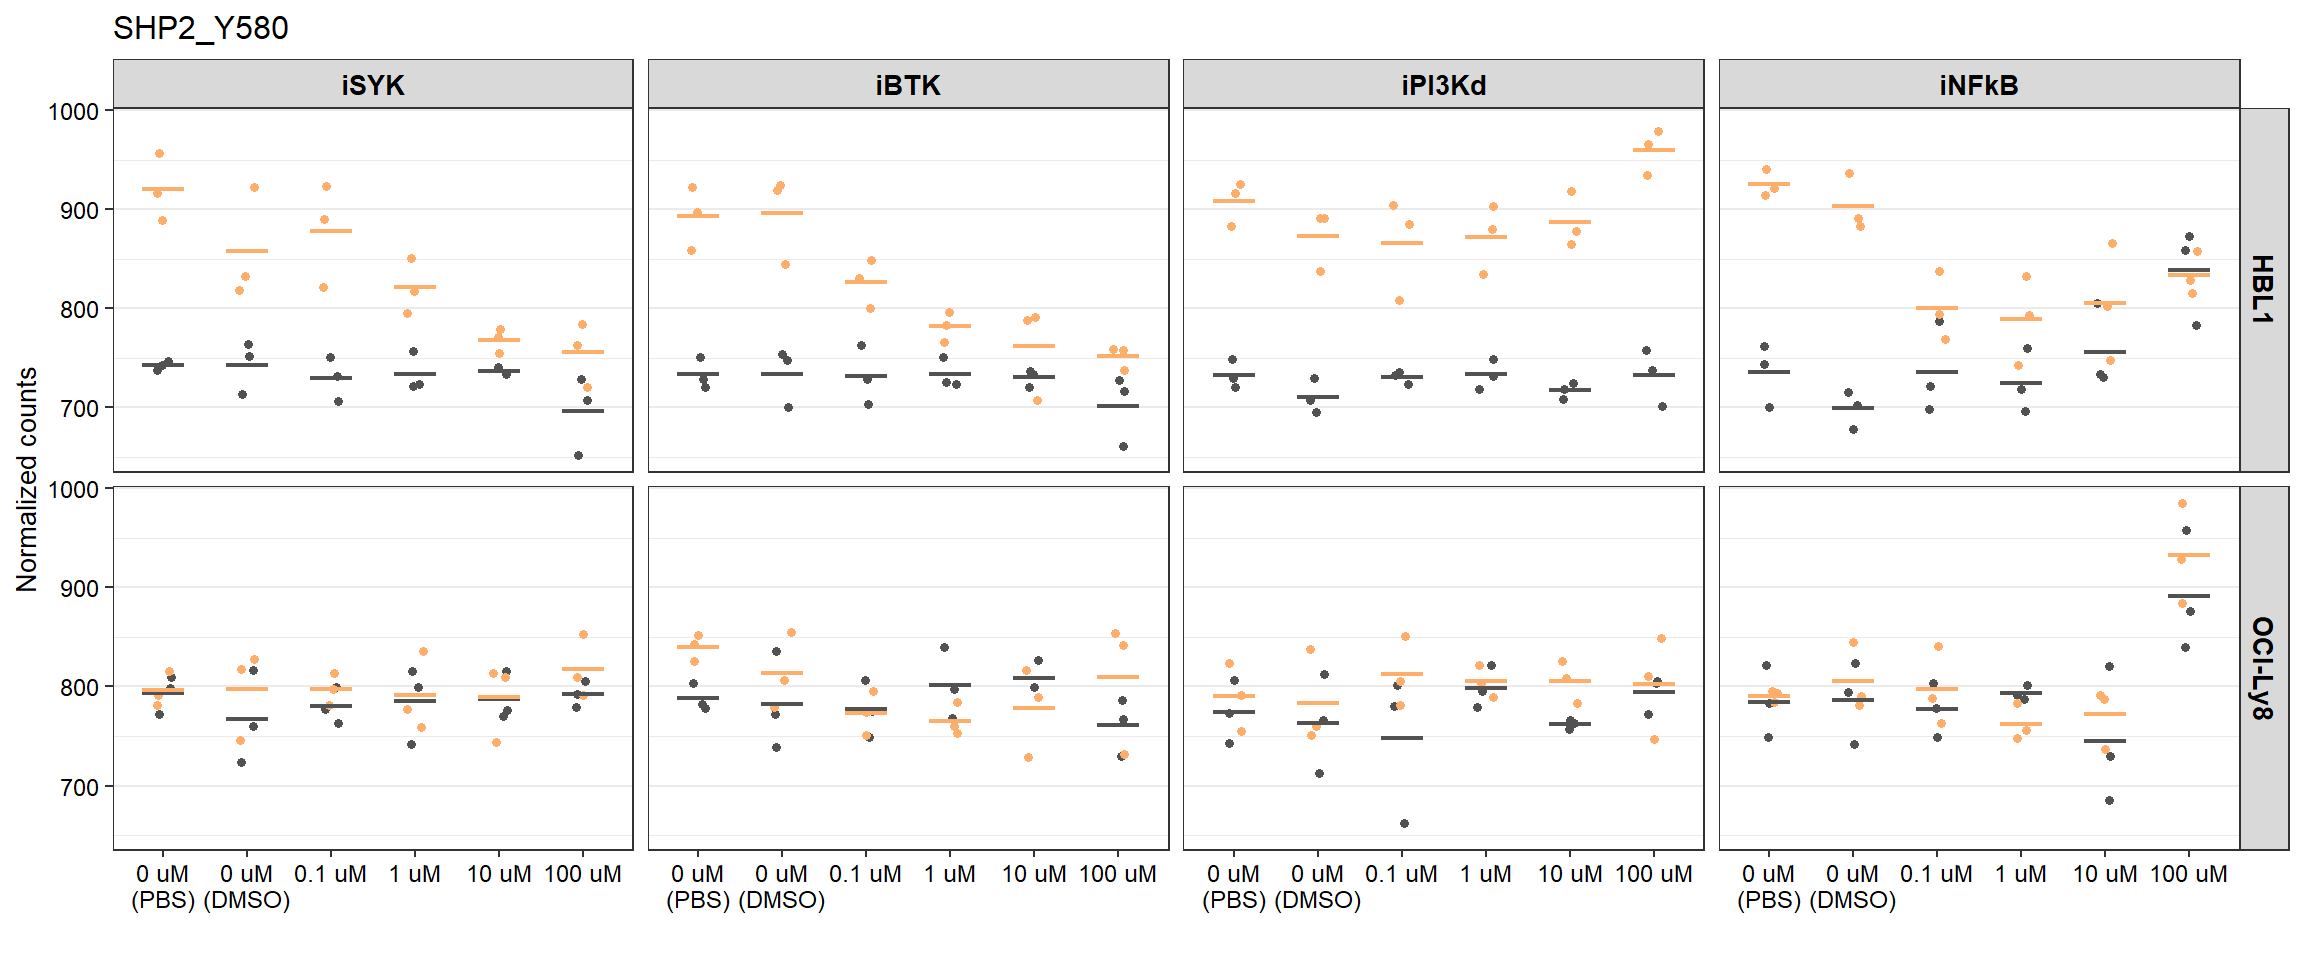 SHP2_Y580
iSYK
iBTK
iPI3Kd
iNFkB
Normalized counts
1000
900
800
700
HBL1
1000
900
800
700
OCI-Ly8
0 uM 0 uM 0.1 uM 1 uM 10 uM 100 uM
(PBS) (DMSO)
0 uM 0 uM 0.1 uM 1 uM 10 uM 100 uM
(PBS) (DMSO)
0 uM 0 uM 0.1 uM 1 uM 10 uM 100 uM
(PBS) (DMSO)
0 uM 0 uM 0.1 uM 1 uM 10 uM 100 uM
(PBS) (DMSO)